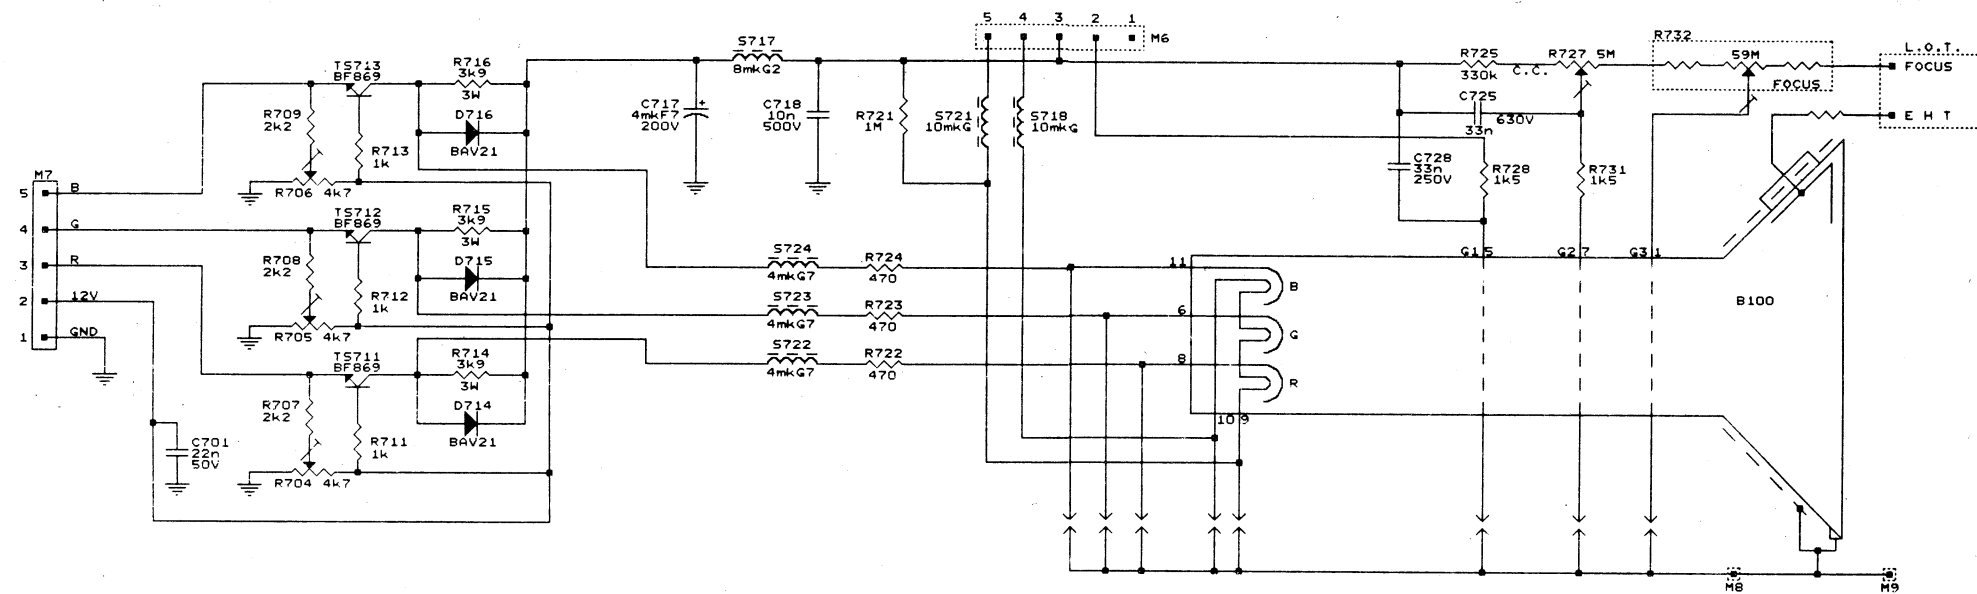 5 4 3 2 1
M6
S717
8mkG2
TS713
BF869
R716
3k9
3W
D716
BAV21
R709
2k2
R713
1k
R706 4k7
C717
4mkF7
200V
+
C718
10n
500V
R721
1M
S721
10mkG
S718
10mkG
R725
330k
C.C.
R727 5M
C725
33n
630V
C728
33n
250V
R728
1k5
R731
1k5
R732
59M
FOCUS
L.O.T.
FOCUS
E H T
M7
5 B
4 G
3 R
2 12V
1 GND
TS712
BF869
R715
3k9
3W
D715
BAV21
R708
2k2
R712
1k
R705 4k7
TS711
BF869
R714
3k9
3W
D714
BAV21
R707
2k2
R711
1k
R704 4k7
C701
22n
50V
S724
4mkG7
R724
470
S723
4mkG7
R723
470
S722
4mkG7
R722
470
11
6
8
10 9
B
G
R
G1 5
G2 7
G3 1
B100
M8
M9